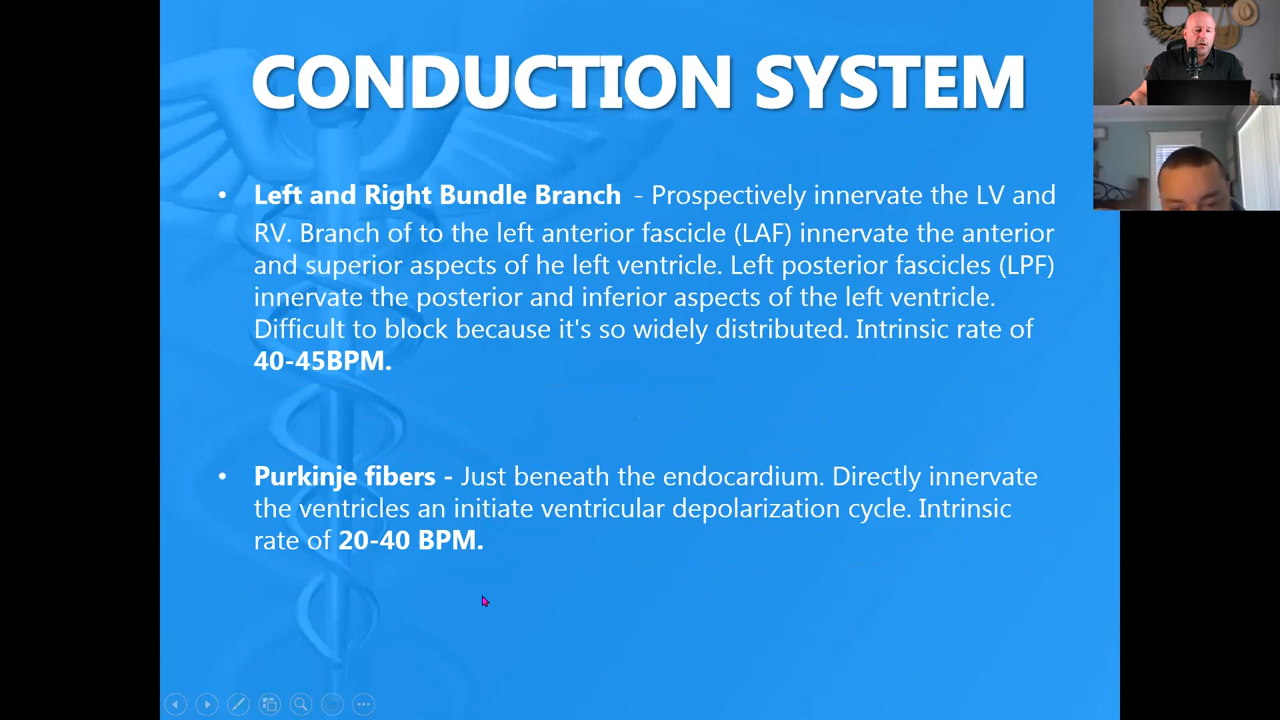 CONDUCTION SYSTEM
• Left and Right Bundle Branch - Prospectively innervate the LV and
RV. Branch of to the left anterior fascicle (LAF) innervate the anterior
and superior aspects of he left ventricle. Left posterior fascicles (LPF)
innervate the posterior and inferior aspects of the left ventricle.
Difficult to block because it's so widely distributed. Intrinsic rate of
40-45BPM.
• Purkinje fibers - Just beneath the endocardium. Directly innervate
the ventricles an initiate ventricular depolarization cycle. Intrinsic
rate of 20-40 BPM.